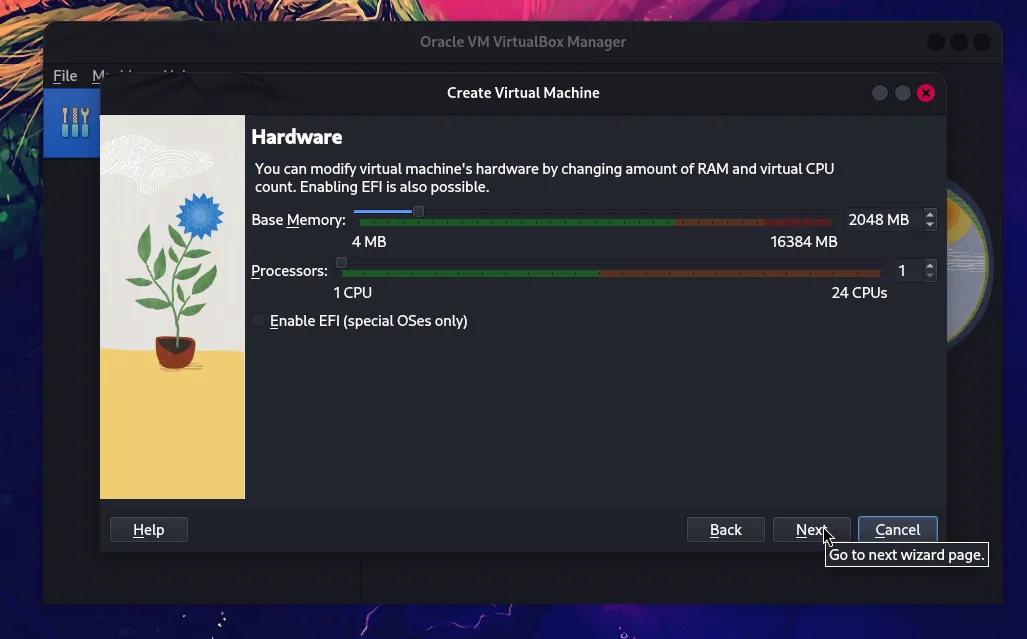 Oracle VM VirtualBox Manager
File
Create Virtual Machine
Hardware
You can modify virtual machine's hardware by changing amount of RAM and virtual CPU
count. Enabling EFI is also possible.
Base Memory:
2048 MB
4 MB
16384 MB
Processors:
1
1 CPU
24 CPUs
Enable EFI (special OSes only)
Help
Back
Next
Cancel
Go to next wizard page.